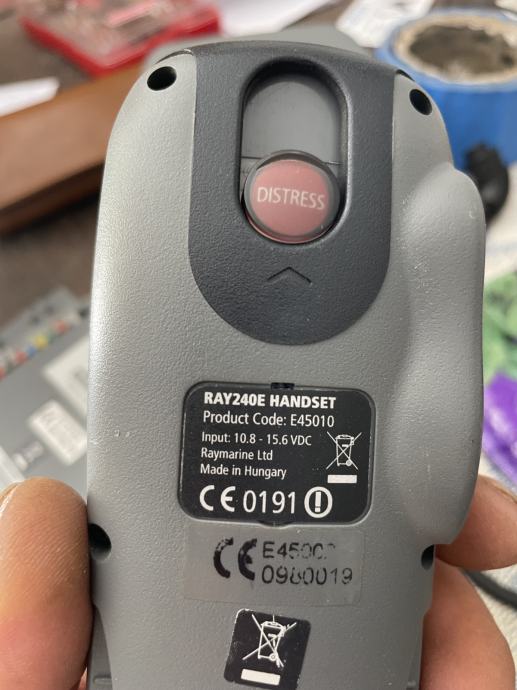 DISTRESS
RAY240E HANDSET
Product Code: E45010
Input: 10.8 - 15.6 VDC
Raymarine Ltd
Made in Hungary
CE 0191
CE
0980019